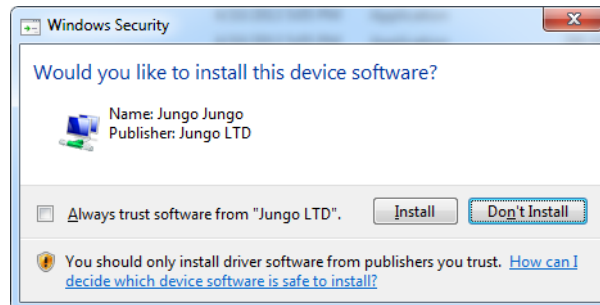 Windows Security
Would you like to install this device software?
Name: Jungo Jungo
Publisher: Jungo LTD
Always trust software from "Jungo LTD".
Install
Don't Install
You should only install driver software from publishers you trust. How can I
decide which device software is safe to install?